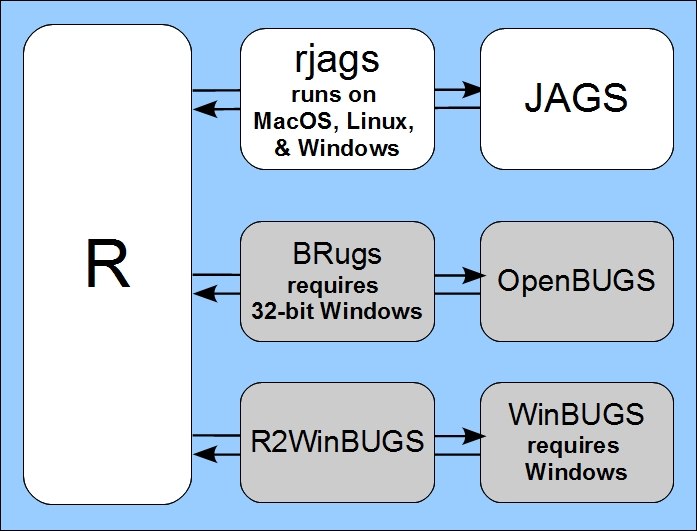 R
rjags
runs on
MacOS, Linux,
& Windows
JAGS
BRugs
requires
32-bit Windows
OpenBUGS
R2WinBUGS
WinBUGS
requires
Windows